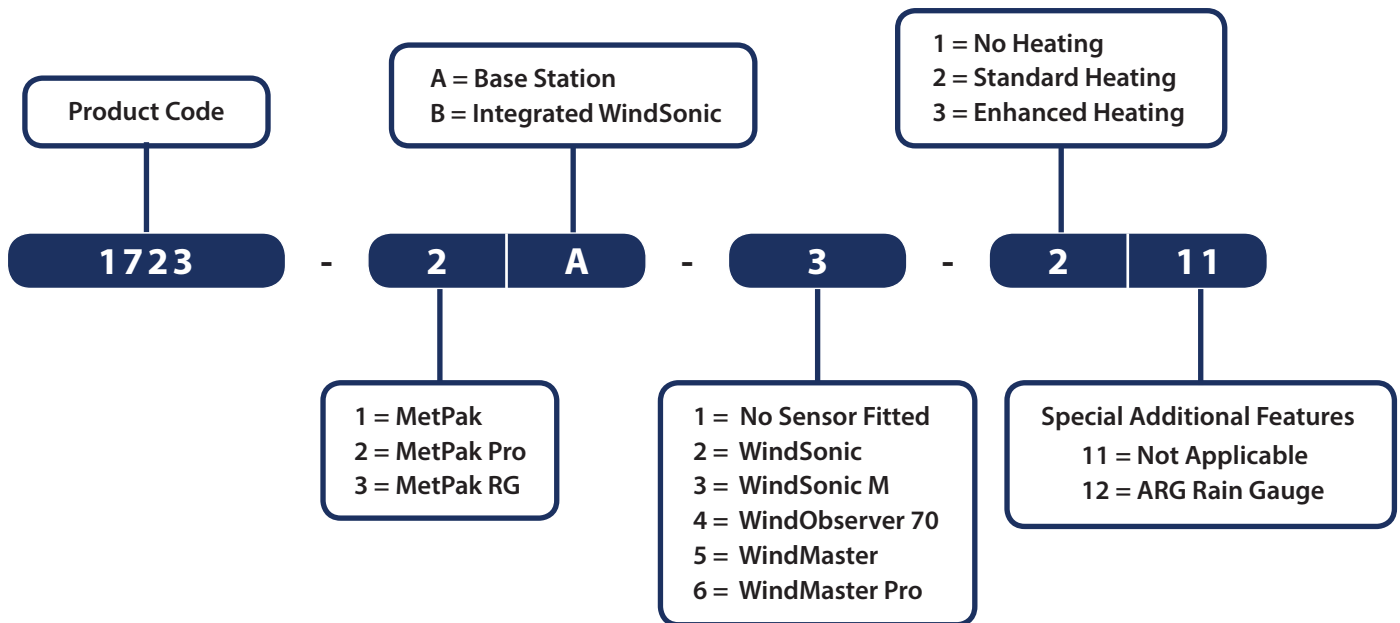 1 = No Heating
2 = Standard Heating
3 = Enhanced Heating
A = Base Station
B = Integrated WindSonic
Product Code
1723 - 2 A - 3 - 2 11
1 = MetPak
2 = MetPak Pro
3 = MetPak RG
1 = No Sensor Fitted
2 = WindSonic
3 = WindSonic M
4 = WindObserver 70
5 = WindMaster
6 = WindMaster Pro
Special Additional Features
11 = Not Applicable
12 = ARG Rain Gauge